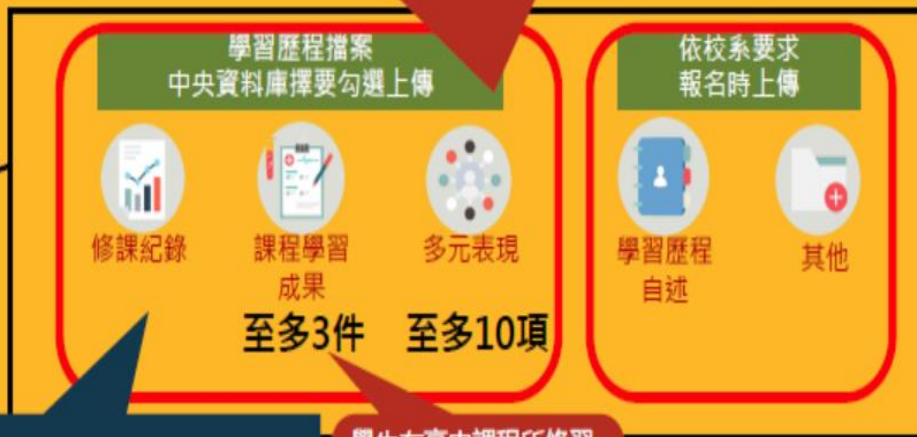 學習歷程檔案
中央資料庫擇要勾選上傳
依校系要求
報名時上傳
修課紀錄
課程學習
成果
多元表現
學習歷程
自述
其他
至多3件
至多10項